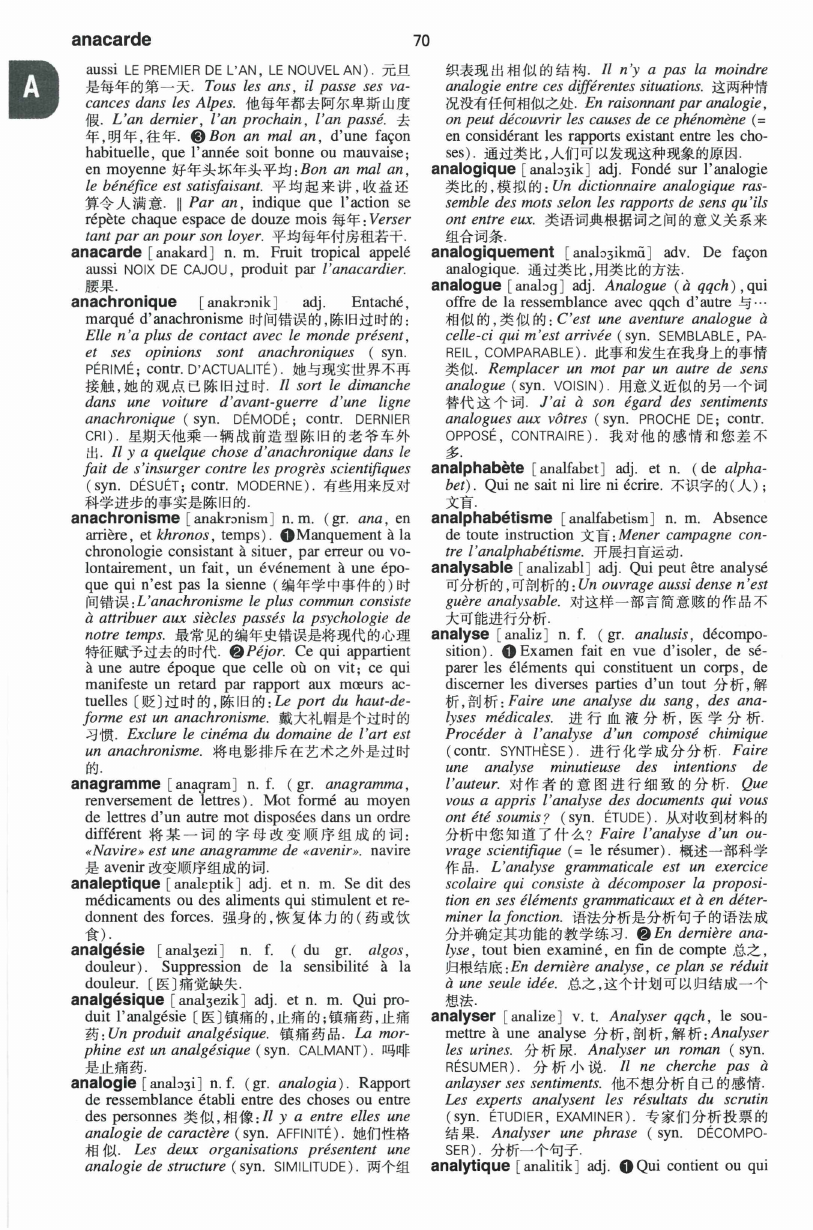 anacarde
70
A
aussi LE PREMIER DE L'AN, LE NOUVEL AN). 元旦
是每年的第一天. Tous les ans, il passe ses va-
cances dans les Alpes. 他每年都去阿尔卑斯山度
假. L'an dernier, l'an prochain, l'an passé. 去
年,明年,往年. ❸ Bon an mal an, d'une façon
habituelle, que l'année soit bonne ou mauvaise;
en moyenne 好年头坏年头平均:Bon an mal an,
le bénéfice est satisfaisant. 平均起来讲,收益还
算令人满意. ‖ Par an, indique que l'action se
répète chaque espace de douze mois 每年:Verser
tant par an pour son loyer. 平均每年付房租若干.
anacarde [anakard] n. m. Fruit tropical appelé
aussi NOIX DE CAJOU, produit par l'anacardier.
腰果.
anachronique [anakrɔnik] adj. Entaché,
marqué d'anachronisme 时间错误的,陈旧过时的:
Elle n'a plus de contact avec le monde présent,
et ses opinions sont anachroniques ( syn.
PÉRIMÉ; contr. D'ACTUALITÉ). 她与现实世界不再
接触,她的观点已陈旧过时. Il sort le dimanche
dans une voiture d'avant-guerre d'une ligne
anachronique ( syn. DÉMODÉ; contr. DERNIER
CRI). 星期天他乘一辆战前造型陈旧的老爷车外
出. Il y a quelque chose d'anachronique dans le
fait de s'insurger contre les progrès scientifiques
(syn. DÉSUÉT; contr. MODERNE). 有些用来反对
科学进步的事实是陈旧的.
anachronisme [anakrɔnism] n. m. (gr. ana, en
arrière, et khronos, temps). ❶Manquement à la
chronologie consistant à situer, par erreur ou vo-
lontairement, un fait, un événement à une épo-
que qui n'est pas la sienne (编年学中事件的)时
间错误:L'anachronisme le plus commun consiste
à attribuer aux siècles passés la psychologie de
notre temps. 最常见的编年史错误是将现代的心理
特征赋予过去的时代. ❷Péjor. Ce qui appartient
à une autre époque que celle où on vit; ce qui
manifeste un retard par rapport aux mœurs ac-
tuelles〔贬〕过时的,陈旧的:Le port du haut-de-
forme est un anachronisme. 戴大礼帽是个过时的
习惯. Exclure le cinéma du domaine de l'art est
un anachronisme. 将电影排斥在艺术之外是过时
的.
anagramme [anagram] n. f. (gr. anagramma,
renversement de lettres). Mot formé au moyen
de lettres d'un autre mot disposées dans un ordre
différent 将某一词的字母改变顺序组成的词:
«Navire» est une anagramme de «avenir». navire
是 avenir 改变顺序组成的词.
analeptique [analɛptik] adj. et n. m. Se dit des
médicaments ou des aliments qui stimulent et re-
donnent des forces. 强身的,恢复体力的(药或饮
食).
analgésie [analʒezi] n. f. ( du gr. algos,
douleur). Suppression de la sensibilité à la
douleur.〔医〕痛觉缺失.
analgésique [analʒezik] adj. et n. m. Qui pro-
duit l'analgésie〔医〕镇痛的,止痛的;镇痛药,止痛
药:Un produit analgésique. 镇痛药品. La mor-
phine est un analgésique (syn. CALMANT). 吗啡
是止痛药.
analogie [analɔʒi] n. f. (gr. analogia). Rapport
de ressemblance établi entre des choses ou entre
des personnes 类似,相像:Il y a entre elles une
analogie de caractère (syn. AFFINITÉ). 她们性格
相似. Les deux organisations présentent une
analogie de structure (syn. SIMILITUDE). 两个组
织表现出相似的结构. Il n'y a pas la moindre
analogie entre ces différentes situations. 这两种情
况没有任何相似之处. En raisonnant par analogie,
on peut découvrir les causes de ce phénomène (=
en considérant les rapports existant entre les cho-
ses). 通过类比,人们可以发现这种现象的原因.
analogique [analɔʒik] adj. Fondé sur l'analogie
类比的,模拟的:Un dictionnaire analogique ras-
semble des mots selon les rapports de sens qu'ils
ont entre eux. 类语词典根据词之间的意义关系来
组合词条.
analogiquement [analɔʒikmã] adv. De façon
analogique. 通过类比,用类比的方法.
analogue [analɔg] adj. Analogue (à qqch), qui
offre de la ressemblance avec qqch d'autre 与…
相似的,类似的:C'est une aventure analogue à
celle-ci qui m'est arrivée (syn. SEMBLABLE, PA-
REIL, COMPARABLE). 此事和发生在我身上的事情
类似. Remplacer un mot par un autre de sens
analogue (syn. VOISIN). 用意义近似的另一个词
替代这个词. J'ai à son égard des sentiments
analogues aux vôtres (syn. PROCHE DE; contr.
OPPOSÉ, CONTRAIRE). 我对他的感情和您差不
多.
analphabète [analfabɛt] adj. et n. (de alpha-
bet). Qui ne sait ni lire ni écrire. 不识字的(人);
文盲.
analphabétisme [analfabetism] n. m. Absence
de toute instruction 文盲:Mener campagne con-
tre l'analphabétisme. 开展扫盲运动.
analysable [analizabl] adj. Qui peut être analysé
可分析的,可剖析的:Un ouvrage aussi dense n'est
guère analysable. 对这样一部言简意赅的作品不
大可能进行分析.
analyse [analiz] n. f. (gr. analusis, décompo-
sition). ❶Examen fait en vue d'isoler, de sé-
parer les éléments qui constituent un corps, de
discerner les diverses parties d'un tout 分析,解
析,剖析:Faire une analyse du sang, des ana-
lyses médicales. 进行血液分析, 医学分析.
Procéder à l'analyse d'un composé chimique
(contr. SYNTHÈSE). 进行化学成分分析. Faire
une analyse minutieuse des intentions de
l'auteur. 对作者的意图进行细致的分析. Que
vous a appris l'analyse des documents qui vous
ont été soumis? (syn. ÉTUDE). 从对收到材料的
分析中您知道了什么? Faire l'analyse d'un ou-
vrage scientifique (= le résumer). 概述一部科学
作品. L'analyse grammaticale est un exercice
scolaire qui consiste à décomposer la proposi-
tion en ses éléments grammaticaux et à en déter-
miner la fonction. 语法分析是分析句子的语法成
分并确定其功能的教学练习. ❷En dernière ana-
lyse, tout bien examiné, en fin de compte 总之,
归根结底:En dernière analyse, ce plan se réduit
à une seule idée. 总之,这个计划可以归结成一个
想法.
analyser [analize] v. t. Analyser qqch, le sou-
mettre à une analyse 分析,剖析,解析:Analyser
les urines. 分析尿. Analyser un roman (syn.
RÉSUMER). 分析小说. Il ne cherche pas à
anlayser ses sentiments. 他不想分析自己的感情.
Les experts analysent les résultats du scrutin
(syn. ÉTUDIER, EXAMINER). 专家们分析投票的
结果. Analyser une phrase (syn. DÉCOMPO-
SER). 分析一个句子.
analytique [analitik] adj. ❶Qui contient ou qui